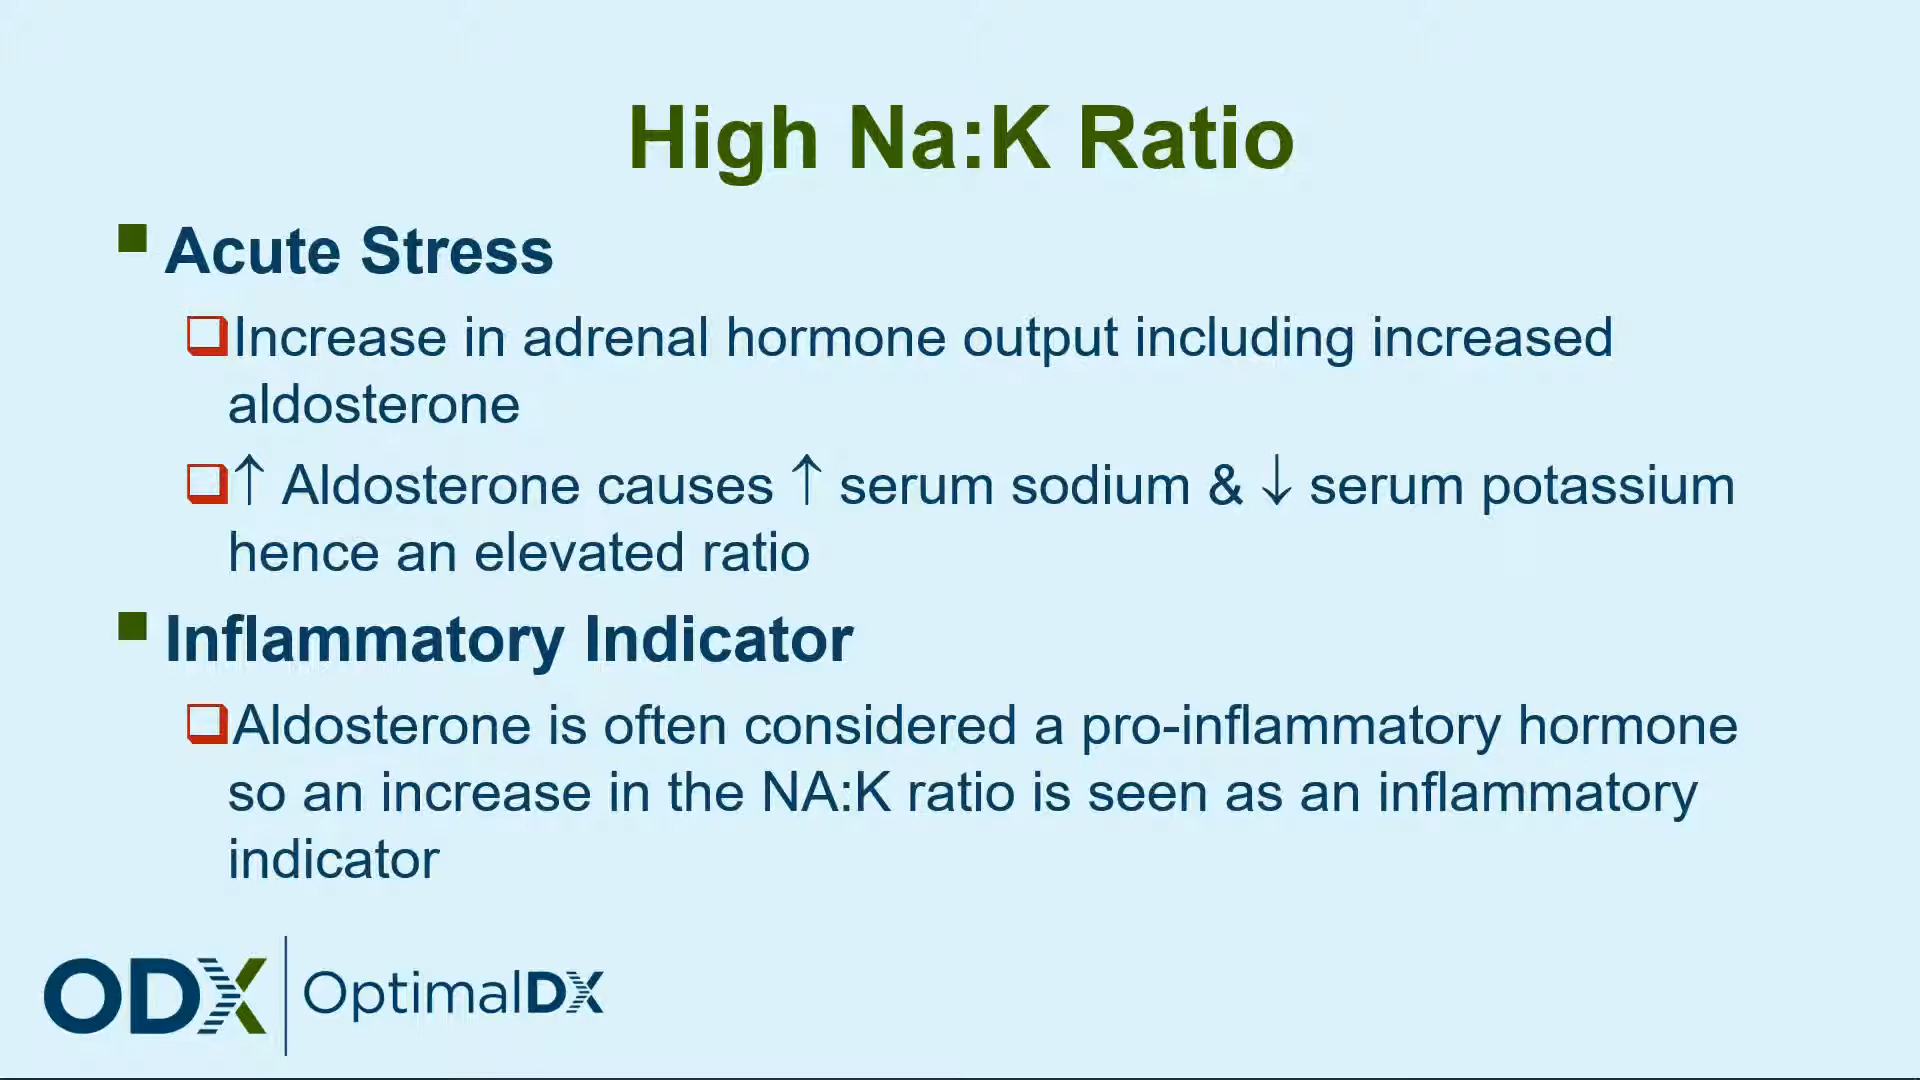 High Na:K Ratio
Acute Stress
Increase in adrenal hormone output including increased
aldosterone
↑ Aldosterone causes ↑ serum sodium & ↓ serum potassium
hence an elevated ratio
Inflammatory Indicator
Aldosterone is often considered a pro-inflammatory hormone
so an increase in the NA:K ratio is seen as an inflammatory
indicator
ODX | OptimalDX